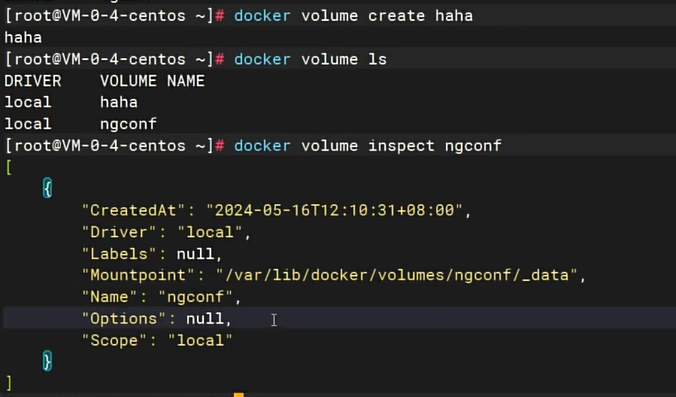 [root@VM-0-4-centos ~]# docker volume create haha
haha
[root@VM-0-4-centos ~]# docker volume ls
DRIVER    VOLUME NAME
local     haha
local     ngconf
[root@VM-0-4-centos ~]# docker volume inspect ngconf
[
    {
        "CreatedAt": "2024-05-16T12:10:31+08:00",
        "Driver": "local",
        "Labels": null,
        "Mountpoint": "/var/lib/docker/volumes/ngconf/_data",
        "Name": "ngconf",
        "Options": null,
        "Scope": "local"
    }
]